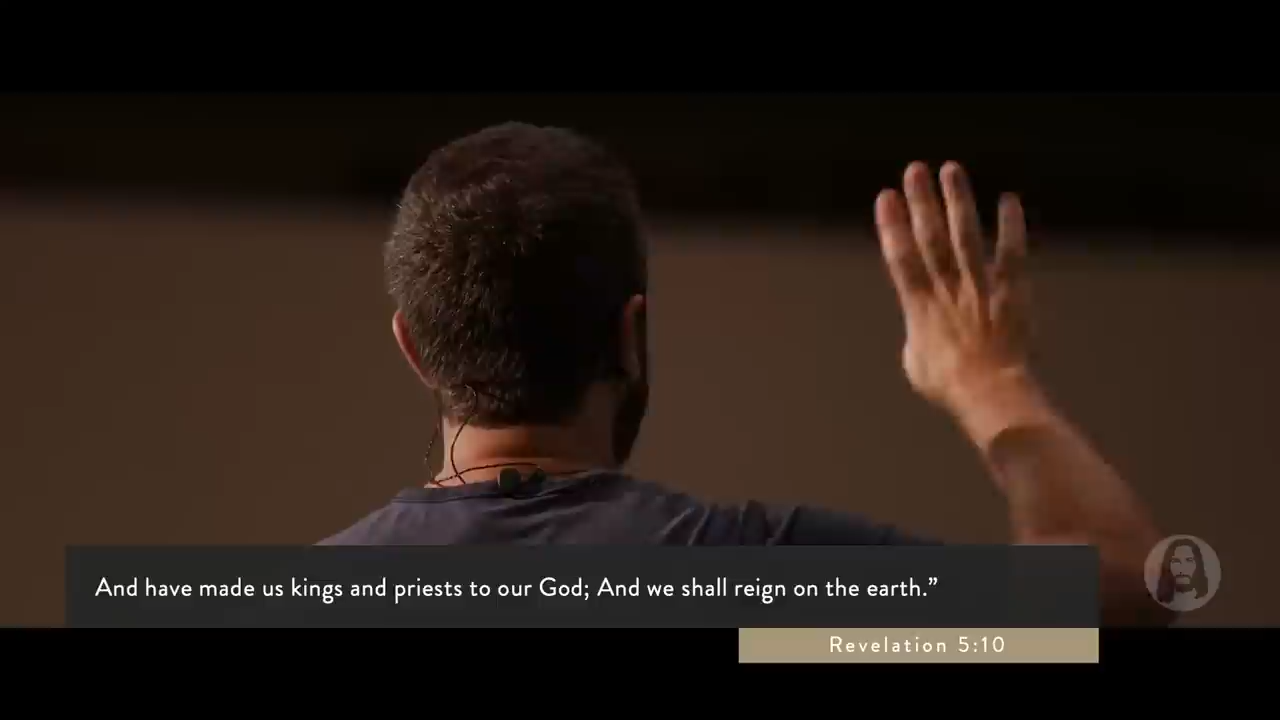 And have made us kings and priests to our God; And we shall reign on the earth.”
Revelation 5:10